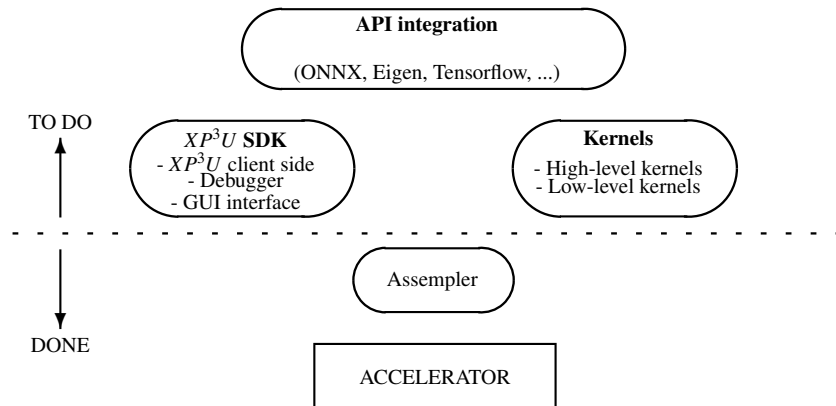 API integration
(ONNX, Eigen, Tensorflow, ...)
TO DO
XP³U SDK
- XP³U client side
- Debugger
- GUI interface
Kernels
- High-level kernels
- Low-level kernels
Assempler
DONE
ACCELERATOR